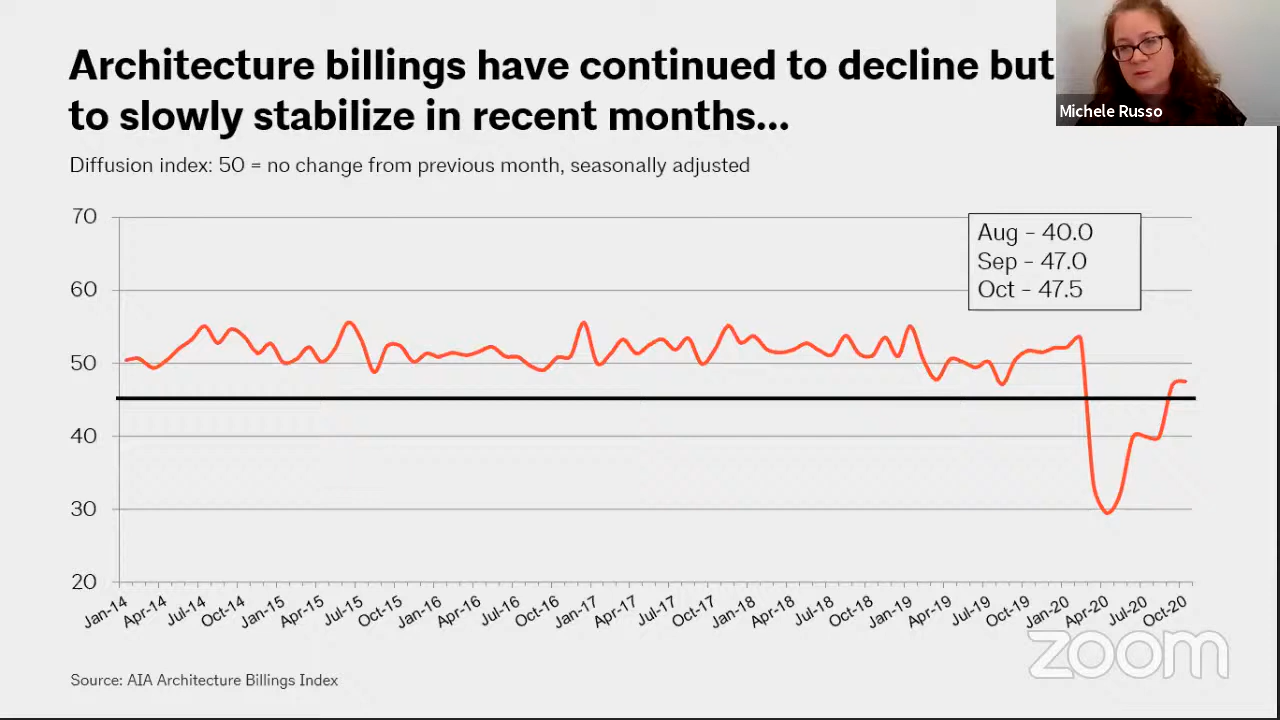 Architecture billings have continued to decline but
to slowly stabilize in recent months...
Michele Russo
Diffusion index: 50 = no change from previous month, seasonally adjusted
70
60
50
40
30
20
Aug - 40.0
Sep - 47.0
Oct - 47.5
Jan-14
Apr-14
Jul-14
Oct-14
Jan-15
Apr-15
Jul-15
Oct-15
Jan-16
Apr-16
Jul-16
Oct-16
Jan-17
Apr-17
Jul-17
Oct-17
Jan-18
Apr-18
Jul-18
Oct-18
Jan-19
Apr-19
Jul-19
Oct-19
Jan-20
Apr-20
Jul-20
Oct-20
zoom
Source: AIA Architecture Billings Index